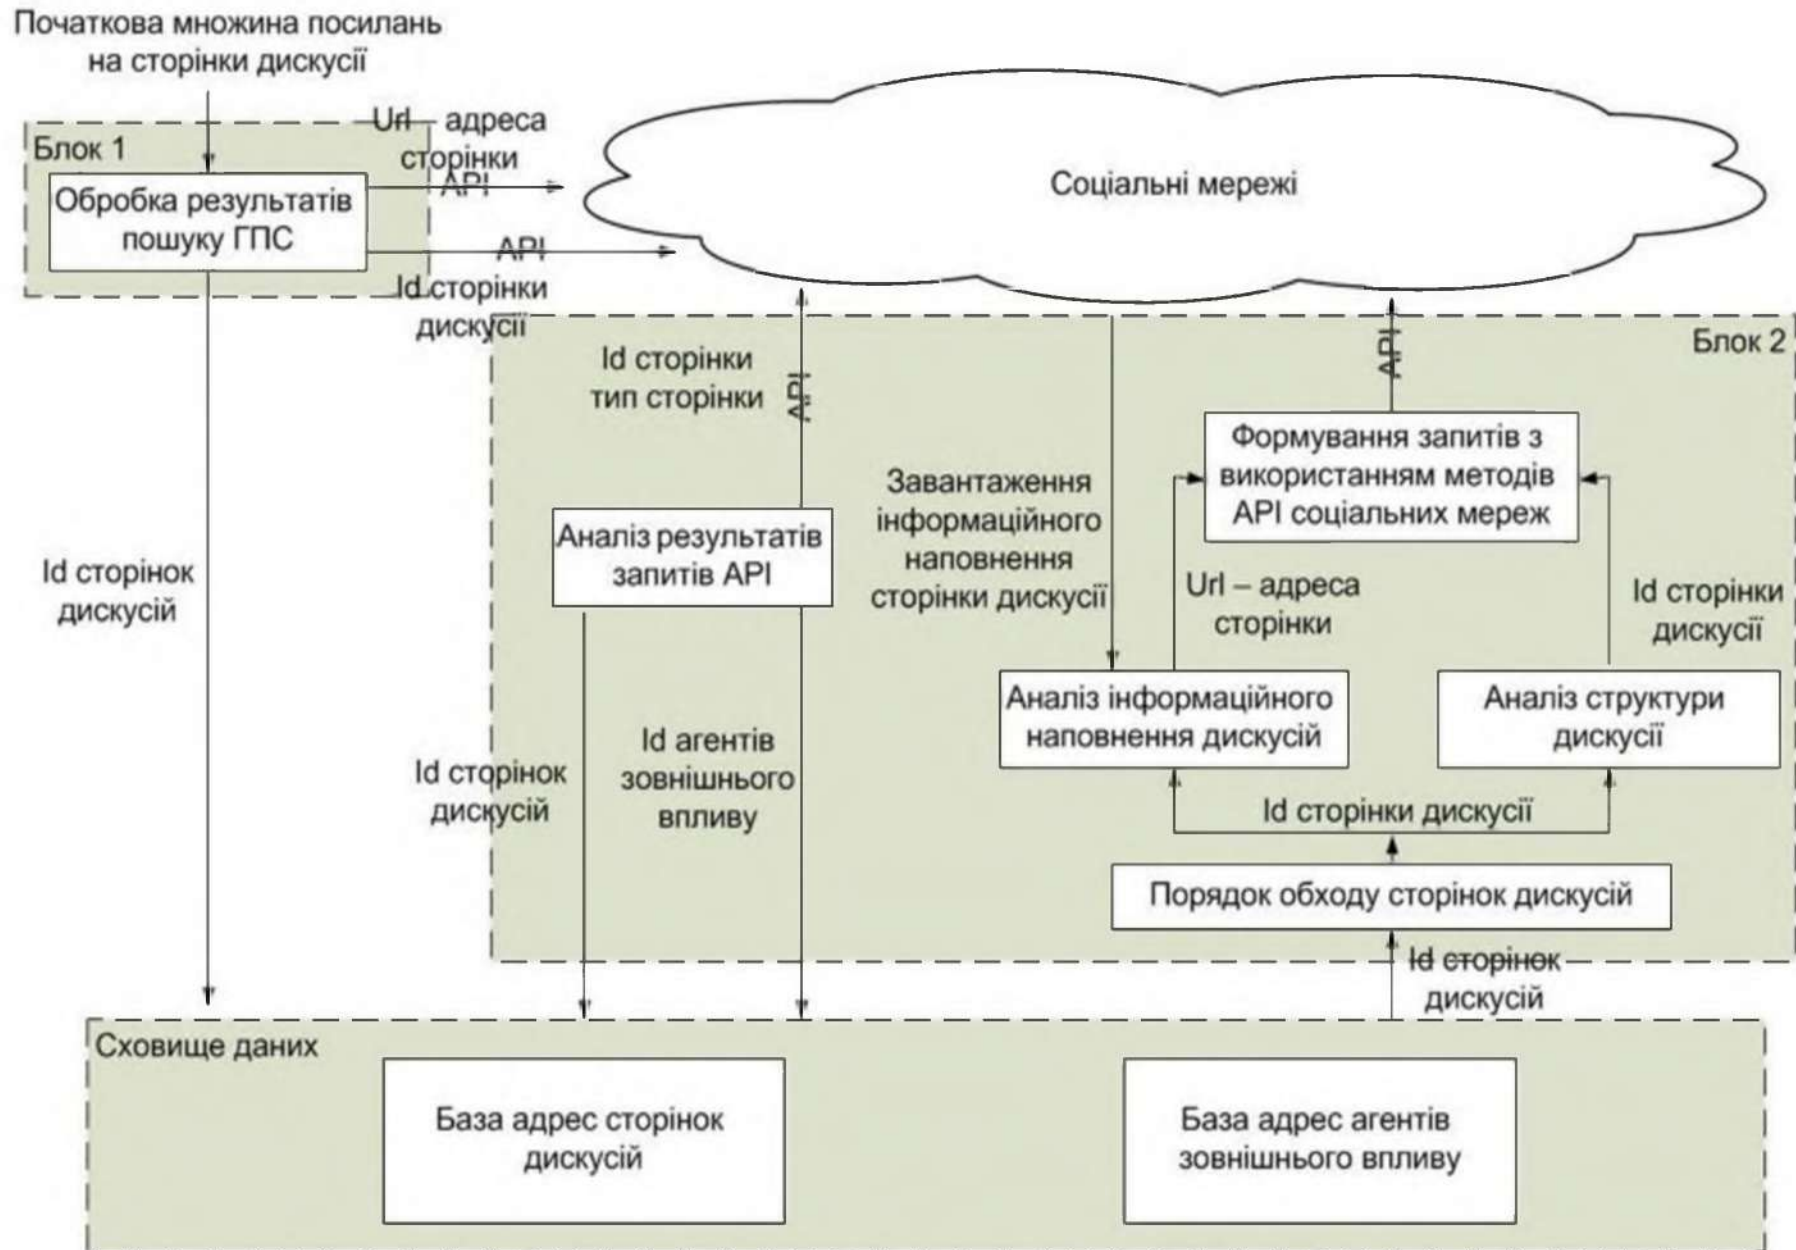 Початкова множина посилань
на сторінки дискусії
Блок 1
Url – адреса
сторінки
API
Обробка результатів
пошуку ГПС
API
Id сторінки
дискусії
Соціальні мережі
Блок 2
Id сторінки
тип сторінки
API
API
Формування запитів з
використанням методів
API соціальних мереж
Завантаження
інформаційного
наповнення
сторінки дискусії
Аналіз результатів
запитів API
Id сторінок
дискусій
Url – адреса
сторінки
Id сторінки
дискусії
Аналіз інформаційного
наповнення дискусій
Аналіз структури
дискусії
Id сторінок
дискусій
Id агентів
зовнішнього
впливу
Id сторінки дискусії
Порядок обходу сторінок дискусій
Id сторінок
дискусій
Сховище даних
База адрес сторінок
дискусій
База адрес агентів
зовнішнього впливу